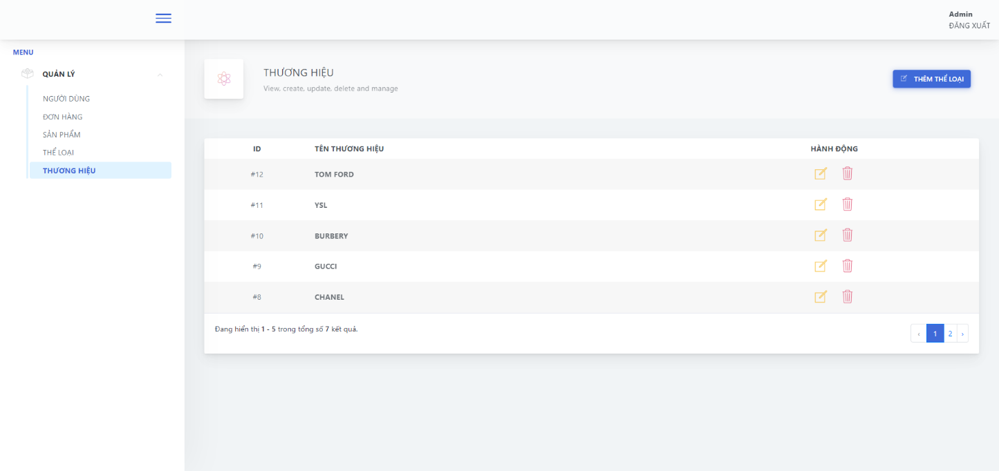 Admin
ĐĂNG XUẤT
MENU
QUẢN LÝ
NGƯỜI DÙNG
ĐƠN HÀNG
SẢN PHẨM
THỂ LOẠI
THƯƠNG HIỆU
THƯƠNG HIỆU
View, create, update, delete and manage
THÊM THỂ LOẠI
ID TÊN THƯƠNG HIỆU HÀNH ĐỘNG
#12 TOM FORD
#11 YSL
#10 BURBERY
#9 GUCCI
#8 CHANEL
Đang hiển thị 1 - 5 trong tổng số 7 kết quả.
‹ 1 2 ›